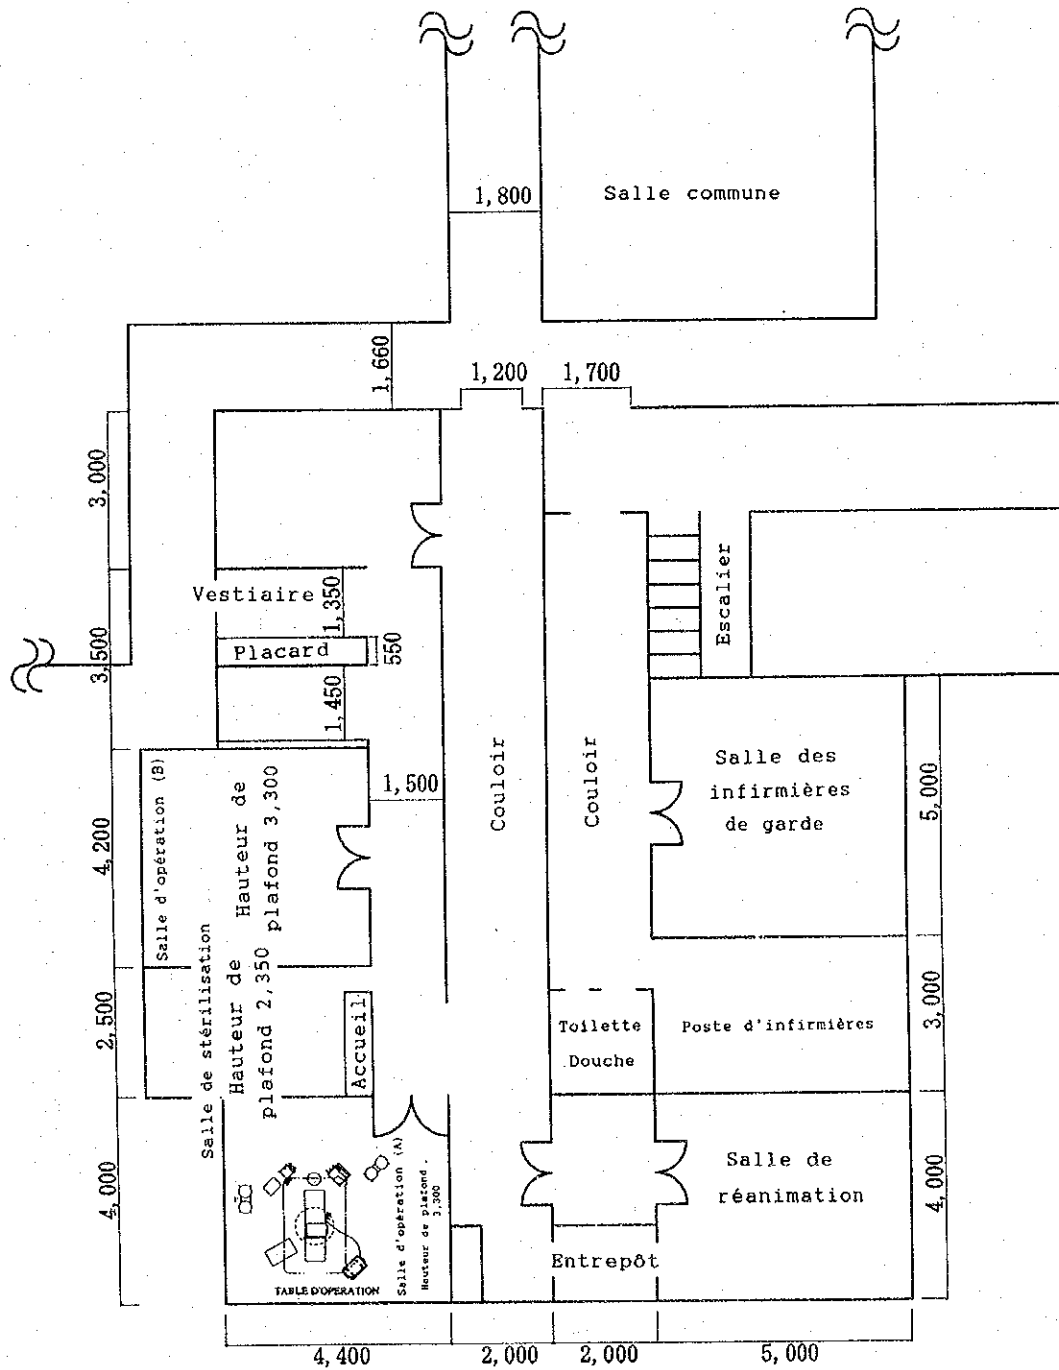 1,800
Salle commune
1,660
1,200
1,700
3,000
Vestiaire
1,350
Placard
550
3,500
1,450
Escalier
1,500
Couloir
Couloir
Salle des
infirmières
de garde
5,000
4,200
Salle d'opération (B)
Hauteur de
plafond 3,300
Salle de stérilisation
Hauteur de
plafond 2,350
2,500
Accueil
Toilette
Douche
Poste d'infirmières
3,000
4,000
Salle d'opération (A)
Hauteur de plafond.
3,300
TABLE D'OPERATION
Salle de
réanimation
4,000
Entrepôt
4,400
2,000
2,000
5,000